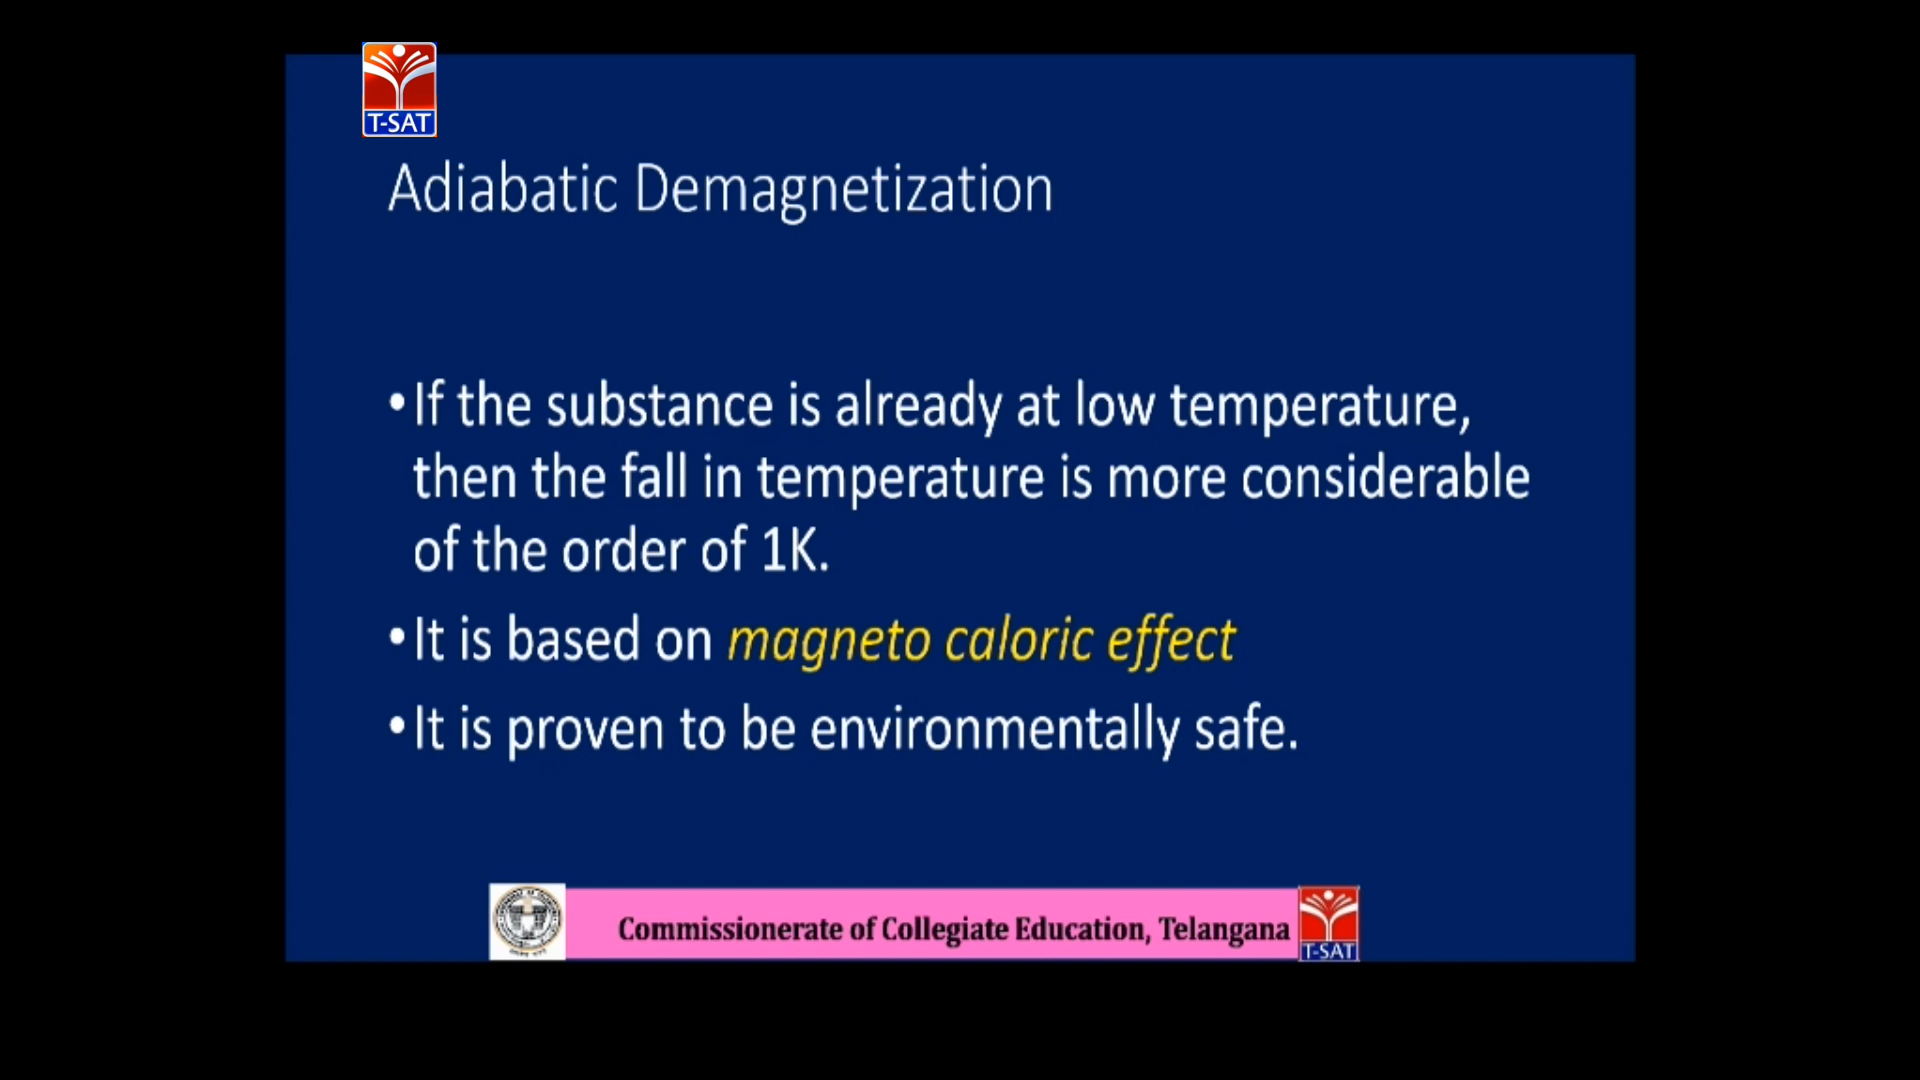 T-SAT
Adiabatic Demagnetization
•If the substance is already at low temperature,
then the fall in temperature is more considerable
of the order of 1K.
•It is based on magneto caloric effect
•It is proven to be environmentally safe.
Commissionerate of Collegiate Education, Telangana
T-SAT